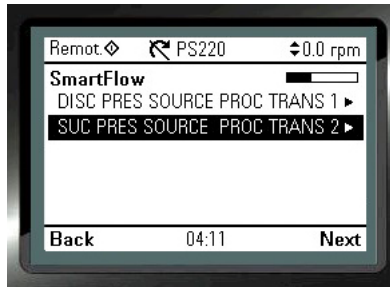 Remot. PS220 0.0 rpm
SmartFlow
DISC PRES SOURCE PROC TRANS 1
SUC PRES SOURCE PROC TRANS 2
Back 04:11 Next